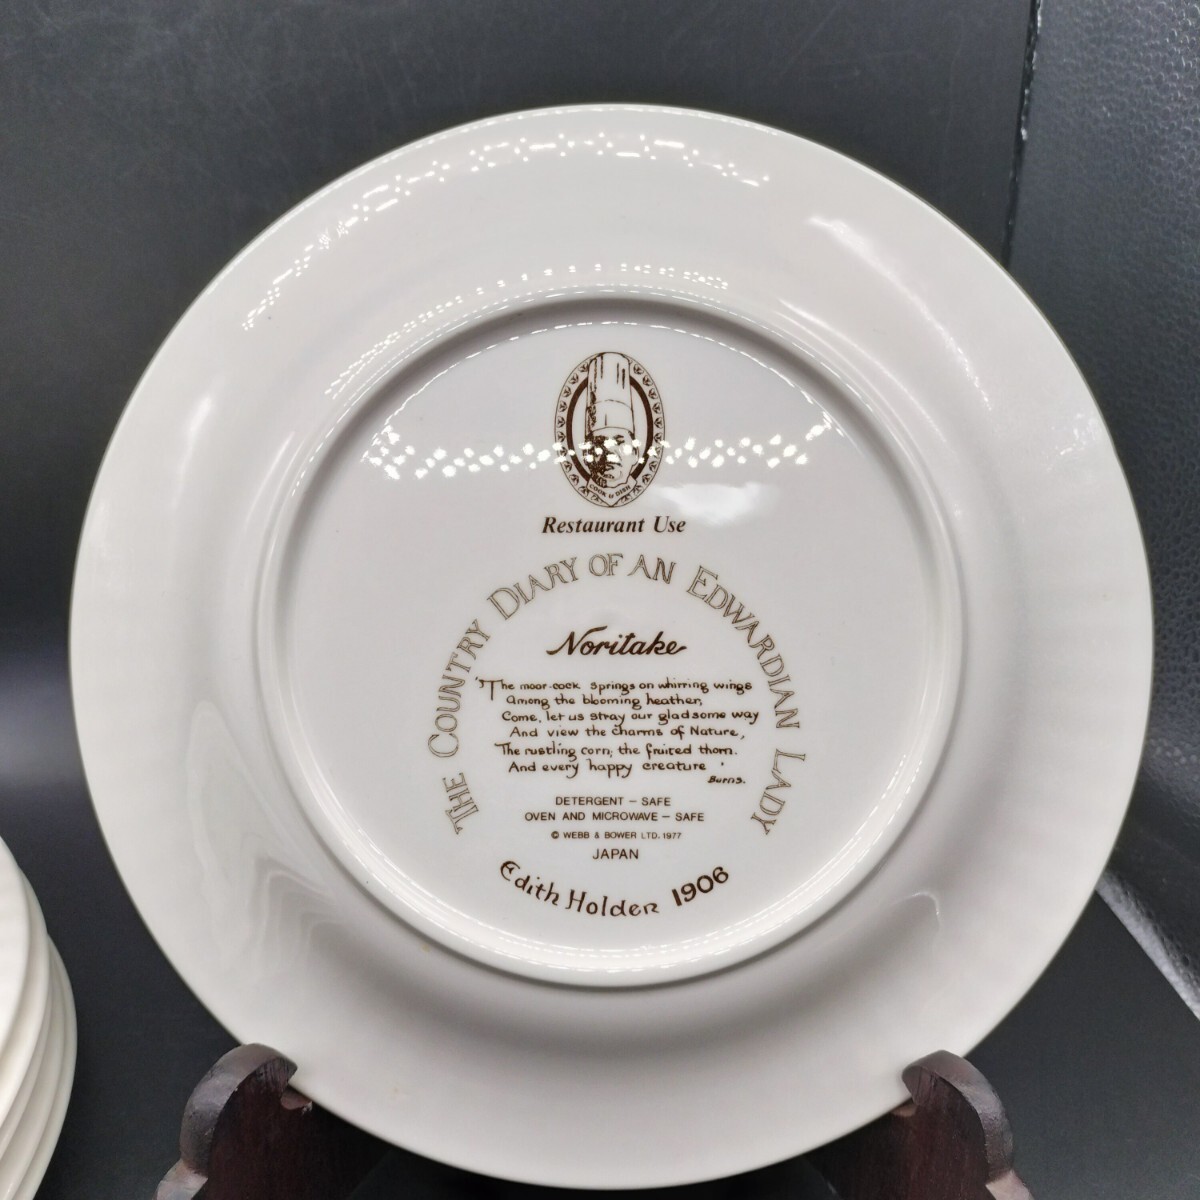 COOK & DISH
Restaurant Use
THE COUNTRY DIARY OF AN EDWARDIAN LADY
Noritake
'The moor-cock springs on whirring wings
Among the blooming heather,
Come, let us stray our gladsome way
And view the charms of Nature,
The rustling corn, the fruited thorn.
And every happy creature '
Burns.
DETERGENT – SAFE
OVEN AND MICROWAVE – SAFE
© WEBB & BOWER LTD. 1977
JAPAN
Edith Holden 1906